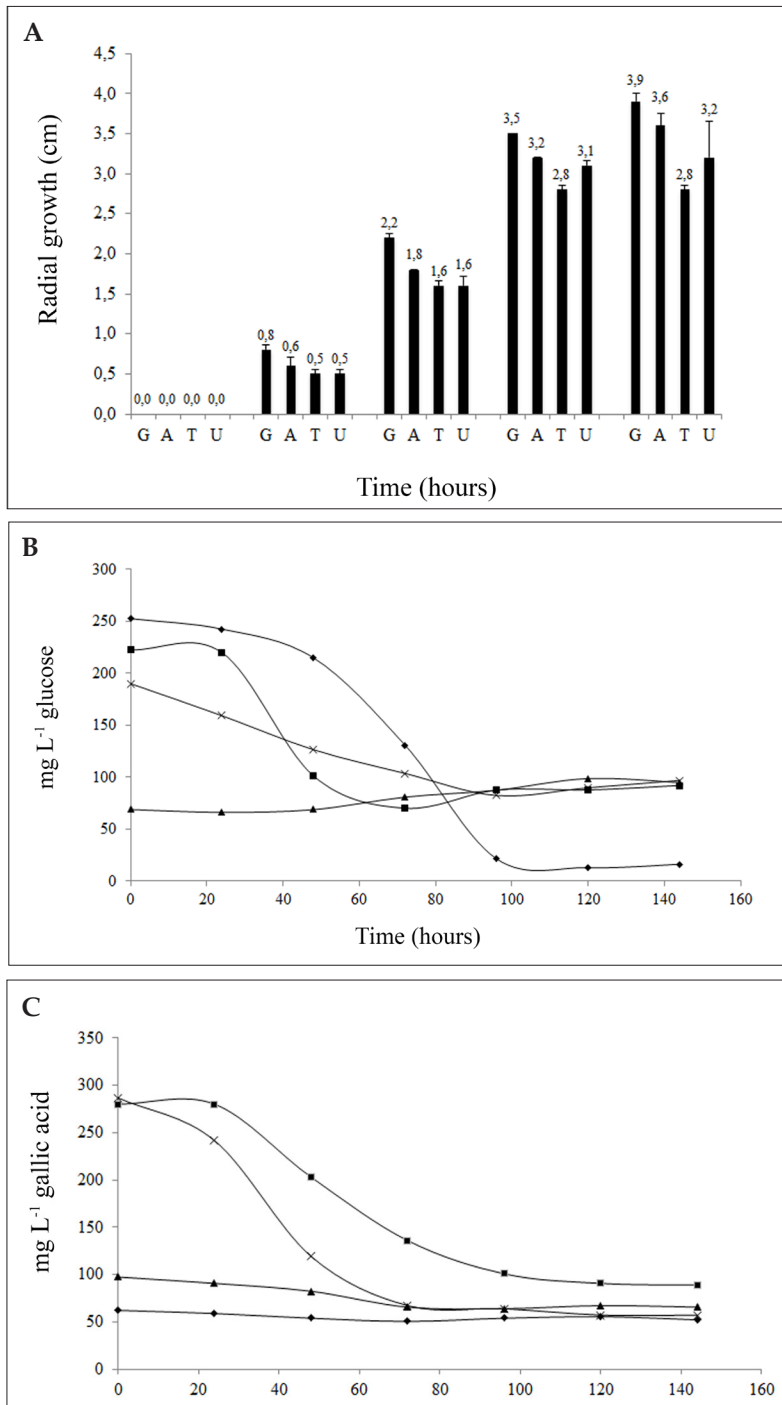 A
4,5
4,0
3,5
3,0
2,5
2,0
1,5
1,0
0,5
0,0
Radial growth (cm)
0,0 0,0 0,0 0,0
0,8 0,6 0,5 0,5
2,2 1,8 1,6 1,6
3,5 3,2 2,8 3,1
3,9 3,6 2,8 3,2
G A T U G A T U G A T U G A T U G A T U
Time (hours)
B
300
250
200
150
100
50
0
mg L-1 glucose
0 20 40 60 80 100 120 140 160
Time (hours)
C
350
300
250
200
150
100
50
0
mg L-1 gallic acid
0 20 40 60 80 100 120 140 160